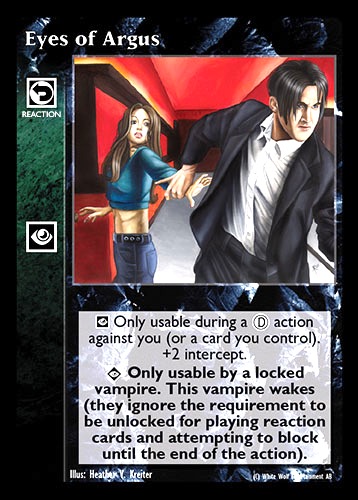 Eyes of Argus
REACTION
Only usable during a Ⓓ action
against you (or a card you control).
+2 intercept.
Only usable by a locked
vampire. This vampire wakes
(they ignore the requirement to
be unlocked for playing reaction
cards and attempting to block
until the end of the action).
Illus: Heather V. Kreiter
(C) White Wolf Entertainment AB